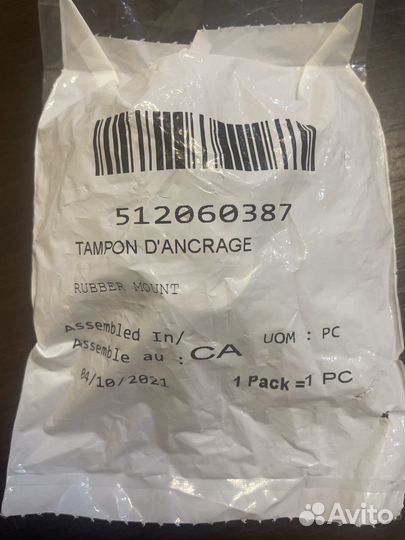 512060387
TAMPON D'ANCRAGE
RUBBER MOUNT
Assembled In/
Assemble au : CA
UOM : PC
04/10/2021
1 Pack =1 PC
Avito